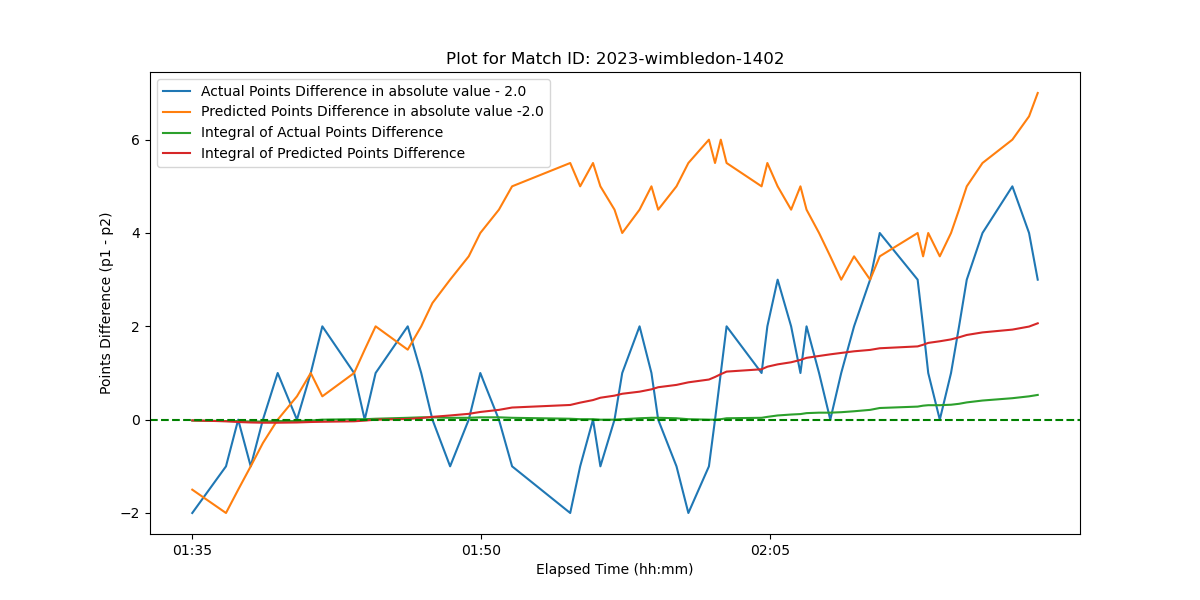 Plot for Match ID: 2023-wimbledon-1402
Actual Points Difference in absolute value - 2.0
Predicted Points Difference in absolute value -2.0
Integral of Actual Points Difference
Integral of Predicted Points Difference
Points Difference (p1 - p2)
6
4
2
0
−2
01:35
01:50
02:05
Elapsed Time (hh:mm)